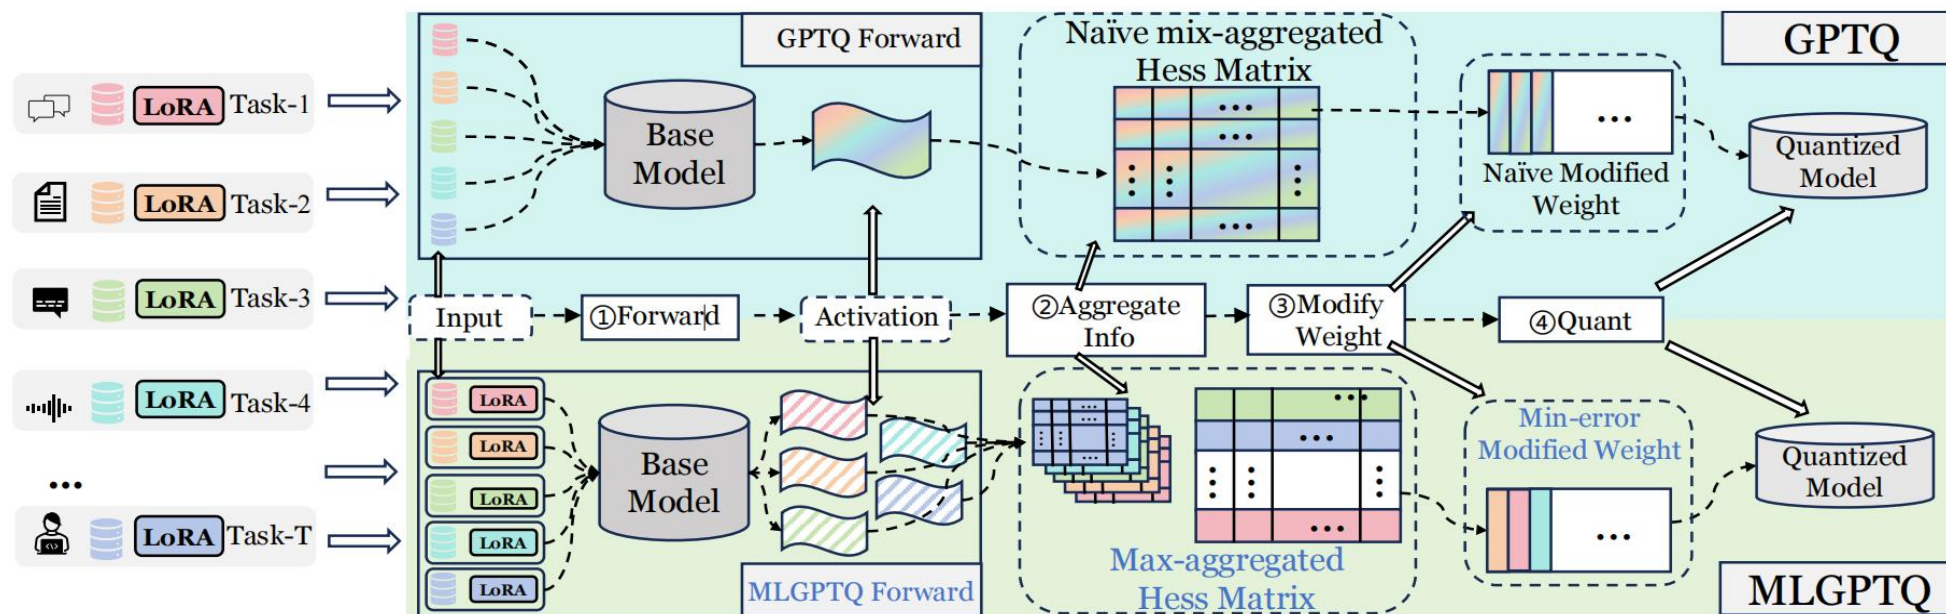 LoRA Task-1
LoRA Task-2
LoRA Task-3
LoRA Task-4
...
LoRA Task-T
GPTQ Forward
Base
Model
Naïve mix-aggregated
Hess Matrix
...
...
...
Naïve Modified
Weight
GPTQ
Quantized
Model
Input
①Forward
Activation
②Aggregate
Info
③Modify
Weight
④Quant
LoRA
LoRA
LoRA
LoRA
LoRA
Base
Model
MLGPTQ Forward
...
...
...
...
...
...
Max-aggregated
Hess Matrix
Min-error
Modified Weight
...
Quantized
Model
MLGPTQ